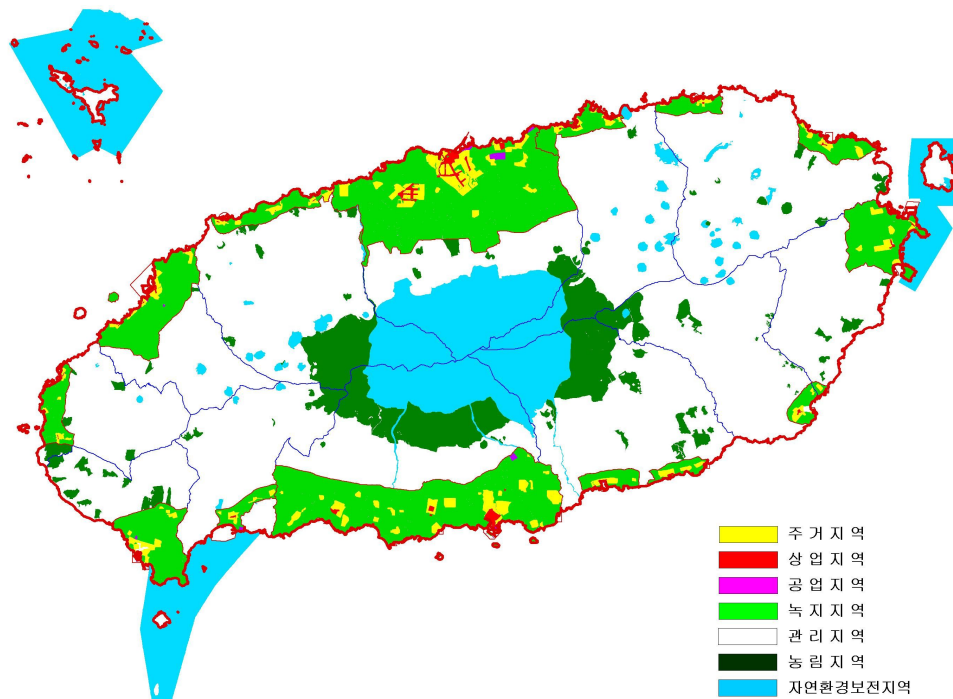 주 거 지 역
상 업 지 역
공 업 지 역
녹 지 지 역
관 리 지 역
농 림 지 역
자연환경보전지역